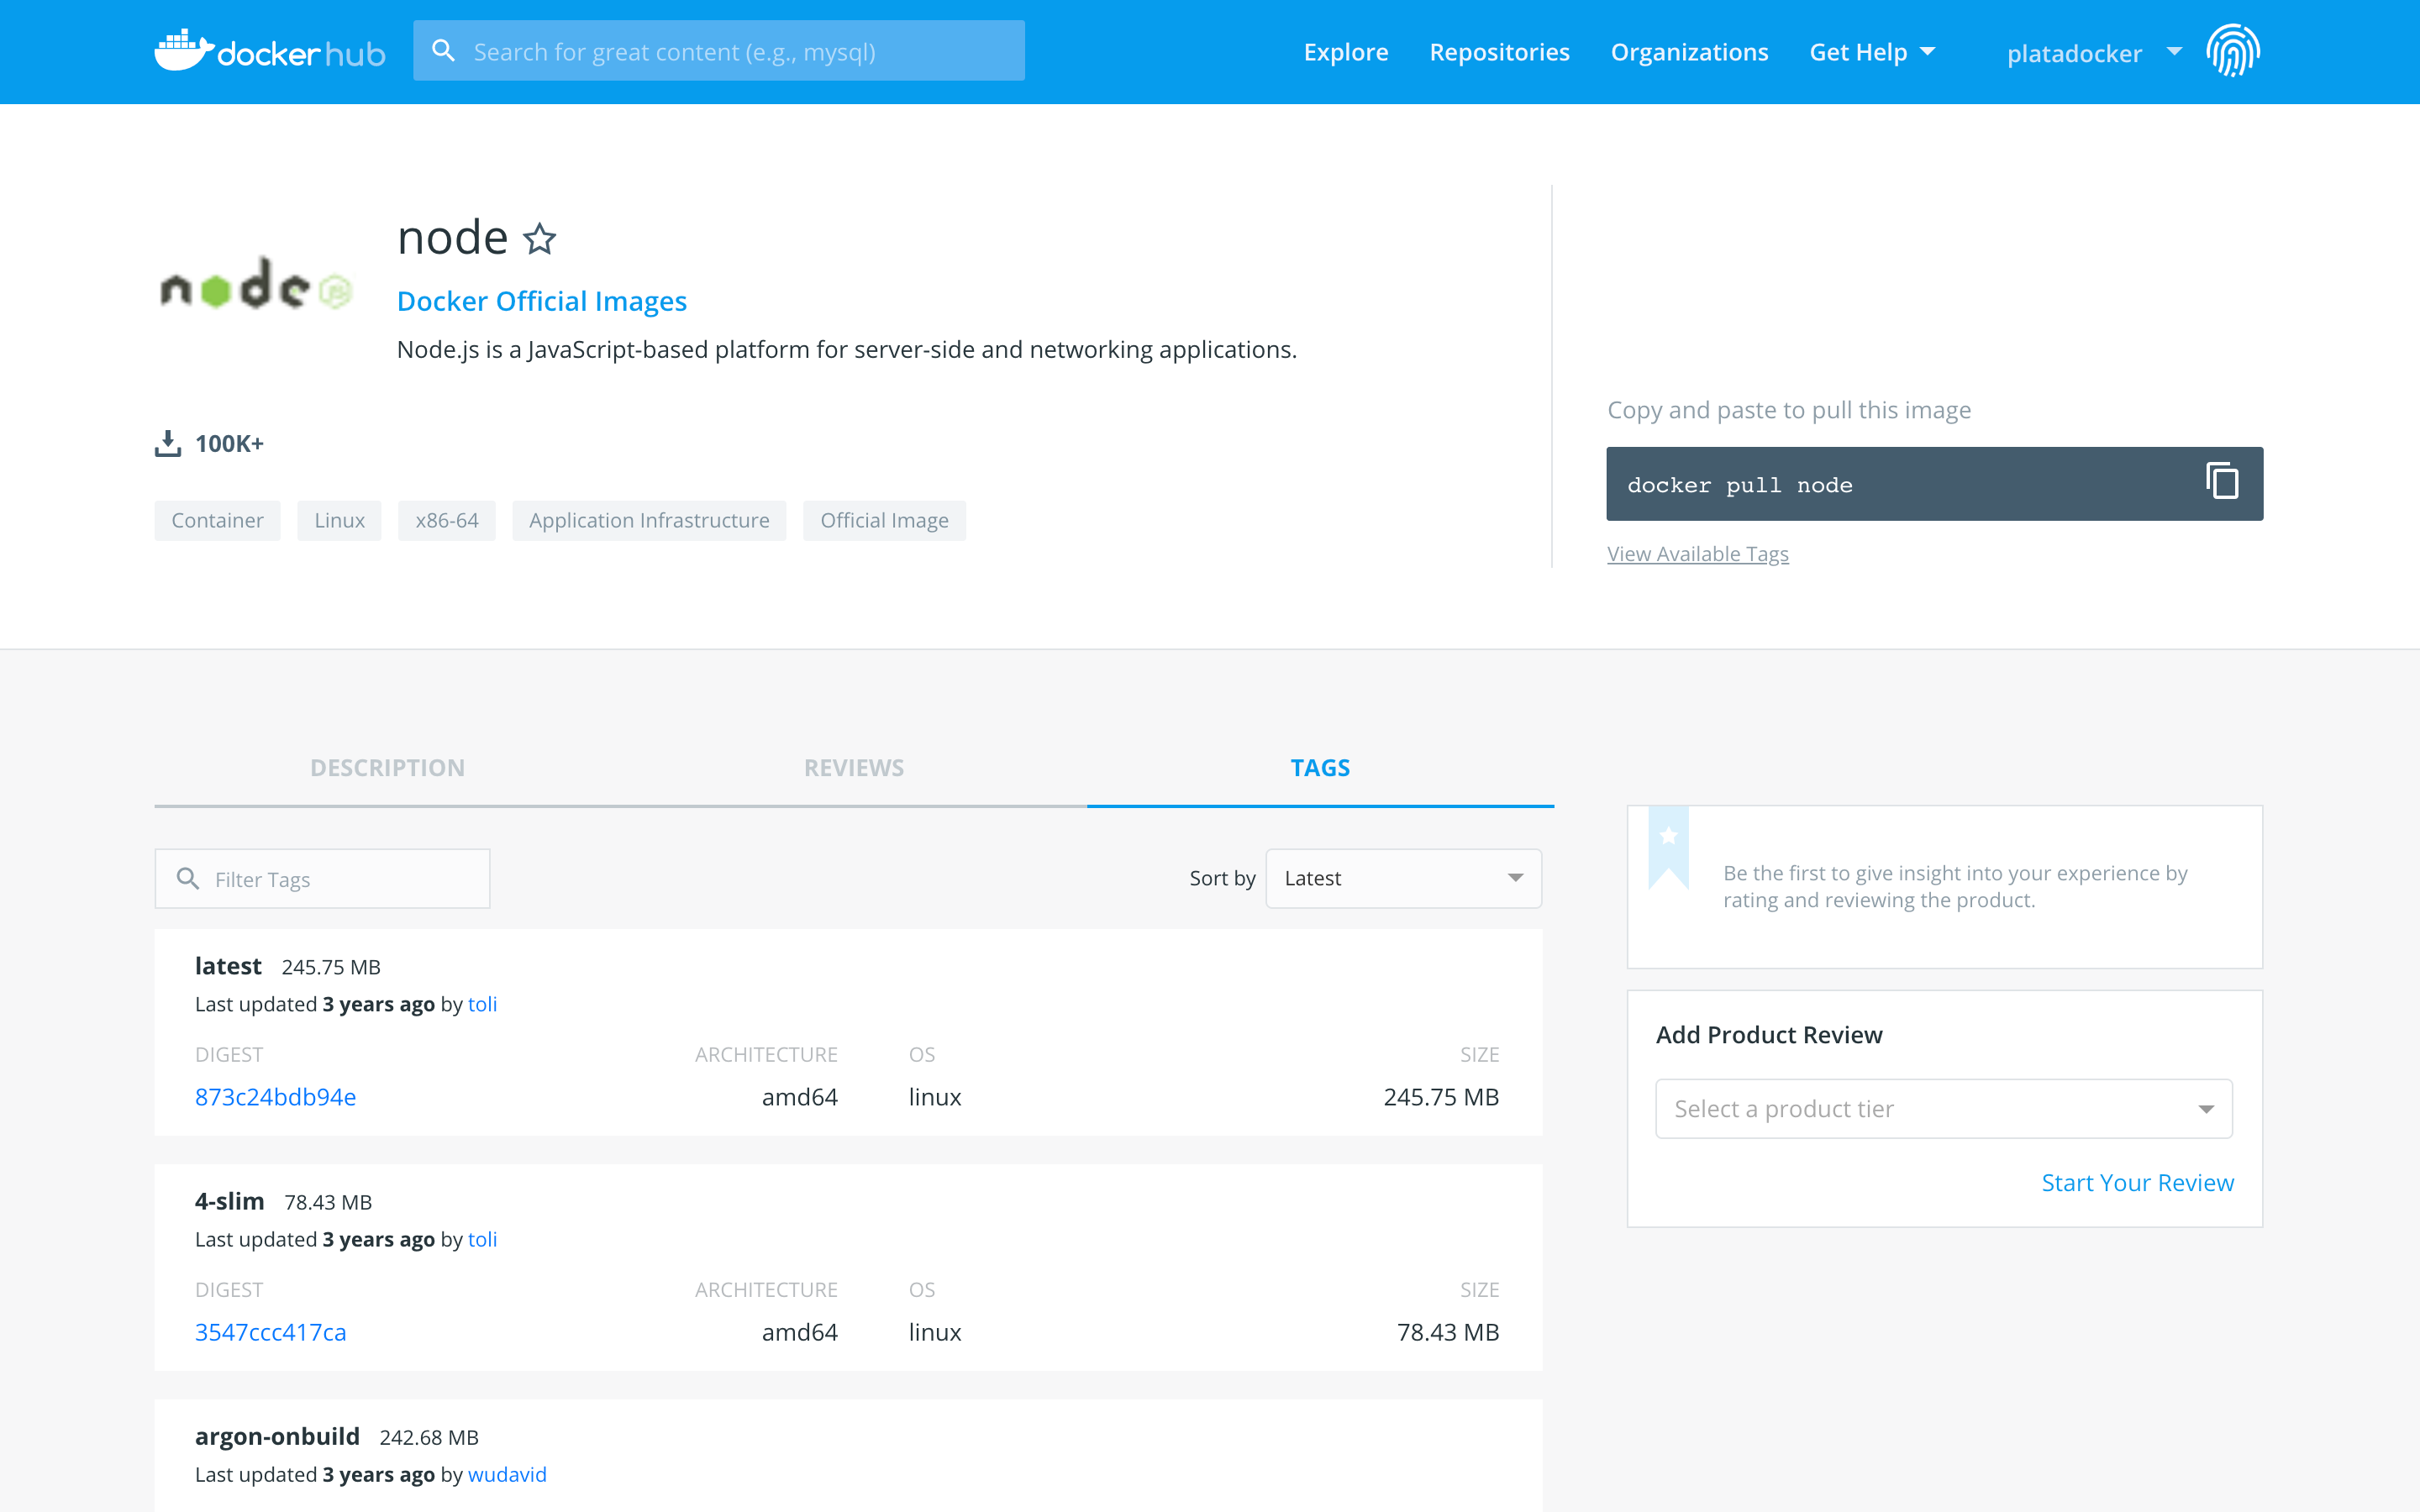 docker hub
Search for great content (e.g., mysql)
Explore
Repositories
Organizations
Get Help
platadocker
node JS
node
Docker Official Images
Node.js is a JavaScript-based platform for server-side and networking applications.
100K+
Container
Linux
x86-64
Application Infrastructure
Official Image
Copy and paste to pull this image
docker pull node
View Available Tags
DESCRIPTION
REVIEWS
TAGS
Filter Tags
Sort by
Latest
latest 245.75 MB
Last updated 3 years ago by toli
DIGEST ARCHITECTURE OS SIZE
873c24bdb94e amd64 linux 245.75 MB
4-slim 78.43 MB
Last updated 3 years ago by toli
DIGEST ARCHITECTURE OS SIZE
3547ccc417ca amd64 linux 78.43 MB
argon-onbuild 242.68 MB
Last updated 3 years ago by wudavid
Be the first to give insight into your experience by
rating and reviewing the product.
Add Product Review
Select a product tier
Start Your Review